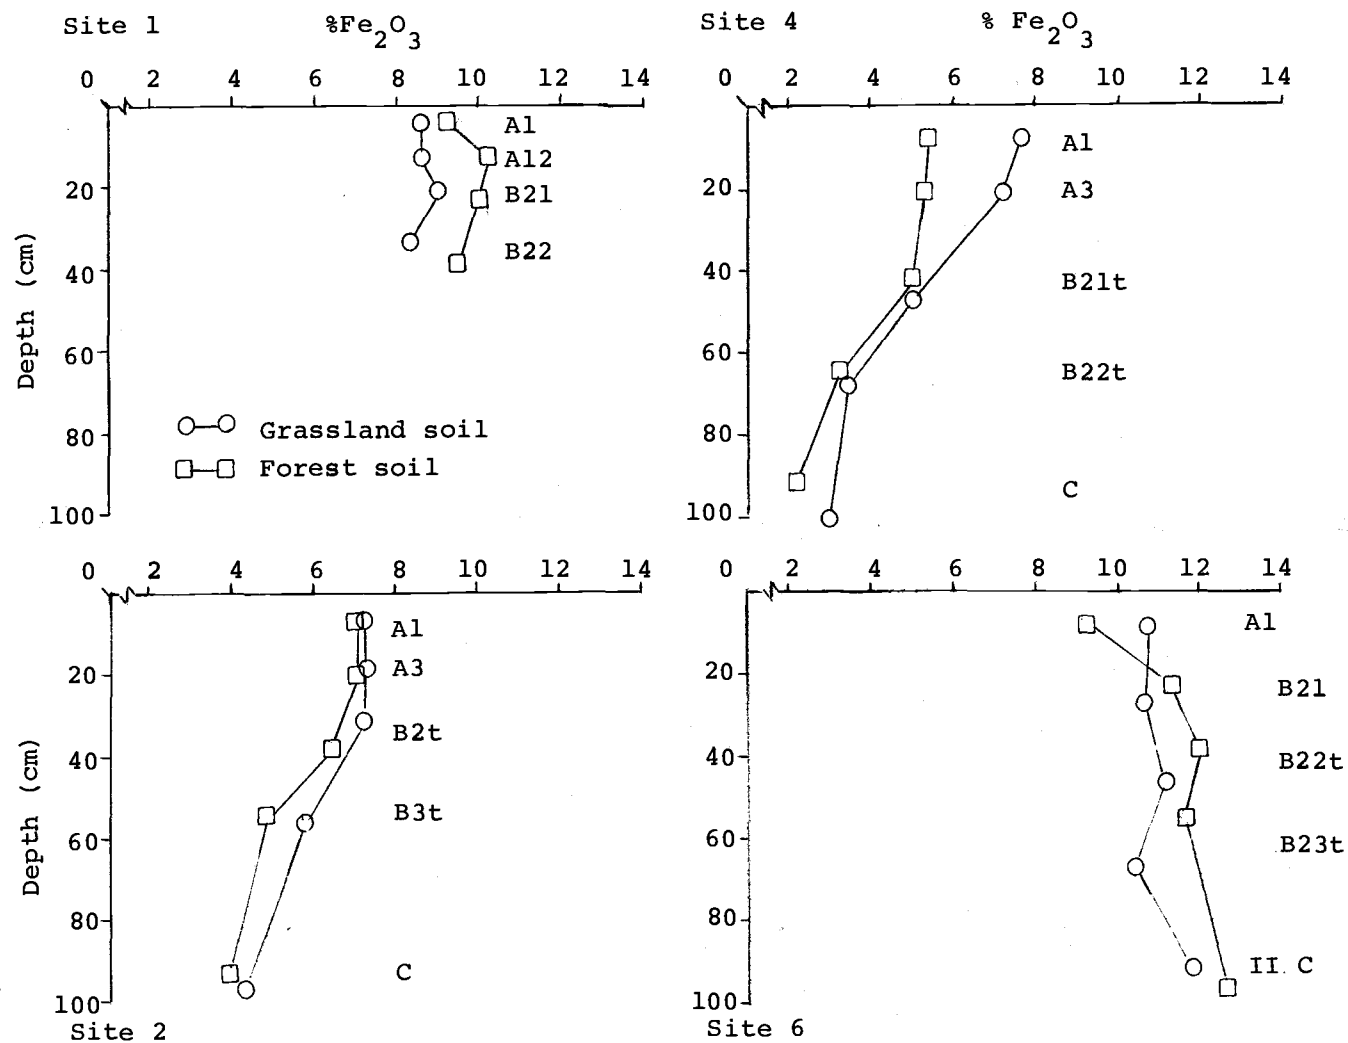 Site 1 %Fe2O3
0 2 4 6 8 10 12 14
A1
A12
20 B21
B22
40
Depth (cm)
60
Grassland soil
80
Forest soil
100
Site 4 % Fe2O3
0 2 4 6 8 10 12 14
A1
20 A3
40 B21t
60
B22t
80
C
100
0 2 4 6 8 10 12 14
A1
20 A3
B2t
40
Depth (cm)
B3t
60
80
C
100
Site 2
0 2 4 6 8 10 12 14
A1
20
B21
40 B22t
60 B23t
80
II. C
100
Site 6